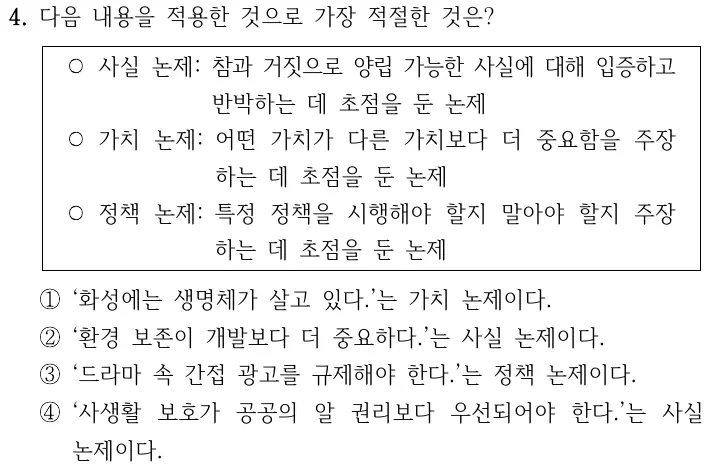 4. 다음 내용을 적용한 것으로 가장 적절한 것은?
○ 사실 논제: 참과 거짓으로 양립 가능한 사실에 대해 입증하고
반박하는 데 초점을 둔 논제
○ 가치 논제: 어떤 가치가 다른 가치보다 더 중요함을 주장
하는 데 초점을 둔 논제
○ 정책 논제: 특정 정책을 시행해야 할지 말아야 할지 주장
하는 데 초점을 둔 논제
① ‘화성에는 생명체가 살고 있다.’는 가치 논제이다.
② ‘환경 보존이 개발보다 더 중요하다.’는 사실 논제이다.
③ ‘드라마 속 간접 광고를 규제해야 한다.’는 정책 논제이다.
④ ‘사생활 보호가 공공의 알 권리보다 우선되어야 한다.’는 사실
논제이다.